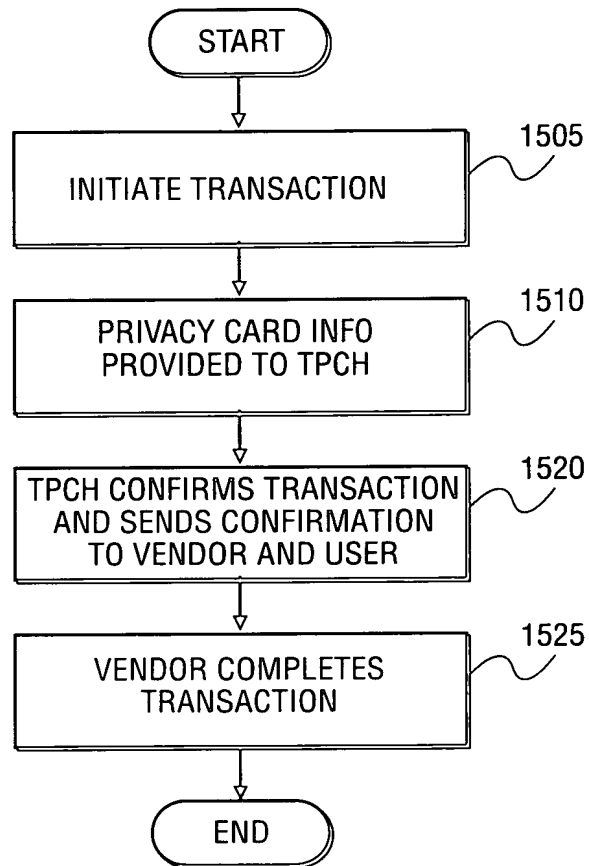 START
1505
INITIATE TRANSACTION
1510
PRIVACY CARD INFO
PROVIDED TO TPCH
1520
TPCH CONFIRMS TRANSACTION
AND SENDS CONFIRMATION
TO VENDOR AND USER
1525
VENDOR COMPLETES
TRANSACTION
END